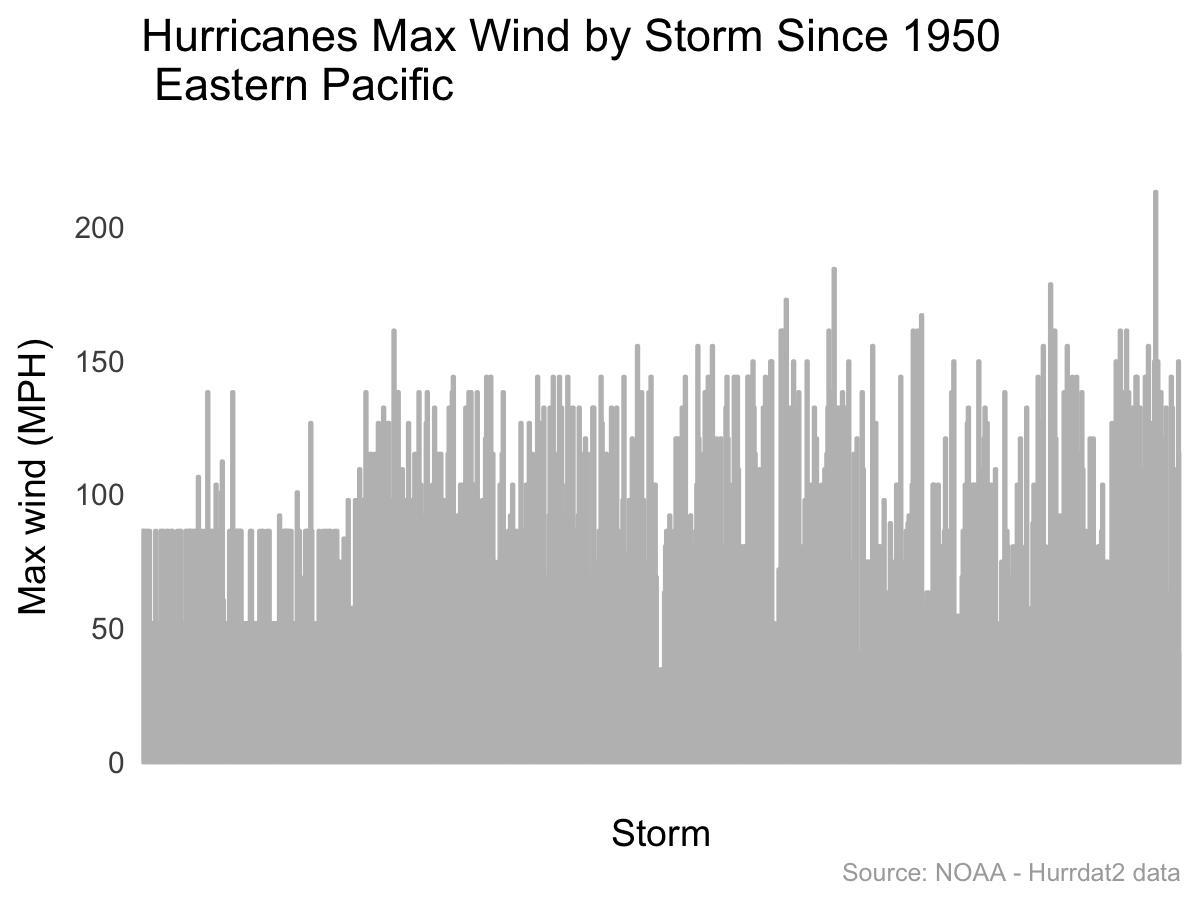 Hurricanes Max Wind by Storm Since 1950
Eastern Pacific
200
150
100
50
0
Max wind (MPH)
Storm
Source: NOAA - Hurrdat2 data